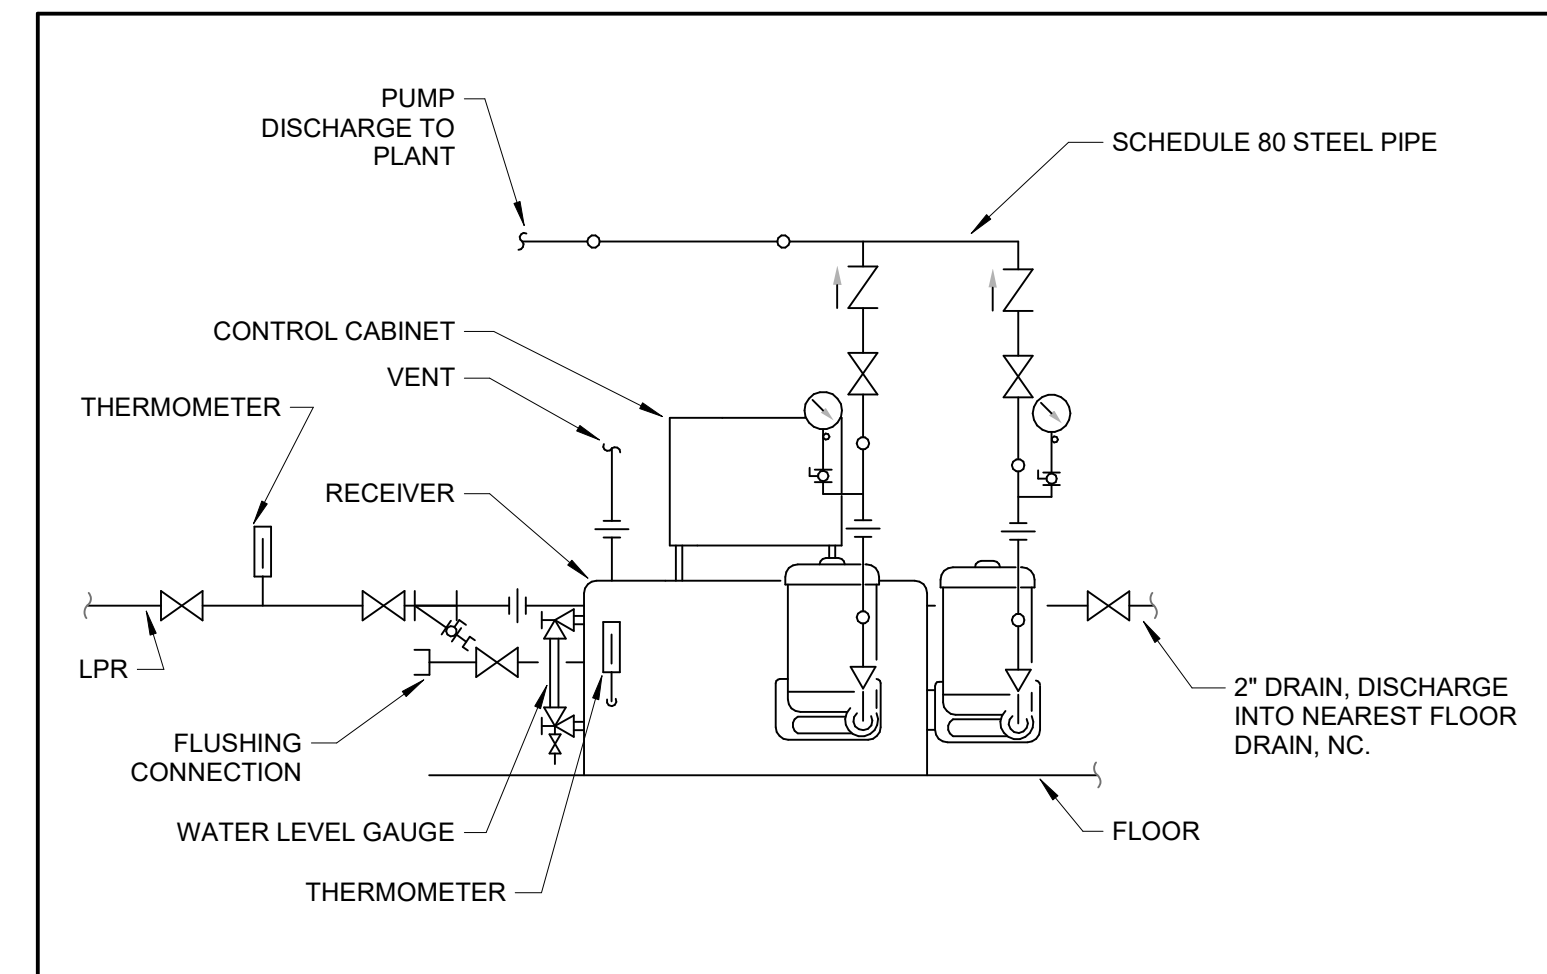 PUMP
DISCHARGE TO
PLANT
SCHEDULE 80 STEEL PIPE
CONTROL CABINET
VENT
THERMOMETER
RECEIVER
LPR
FLUSHING
CONNECTION
2" DRAIN, DISCHARGE
INTO NEAREST FLOOR
DRAIN, NC.
WATER LEVEL GAUGE
FLOOR
THERMOMETER